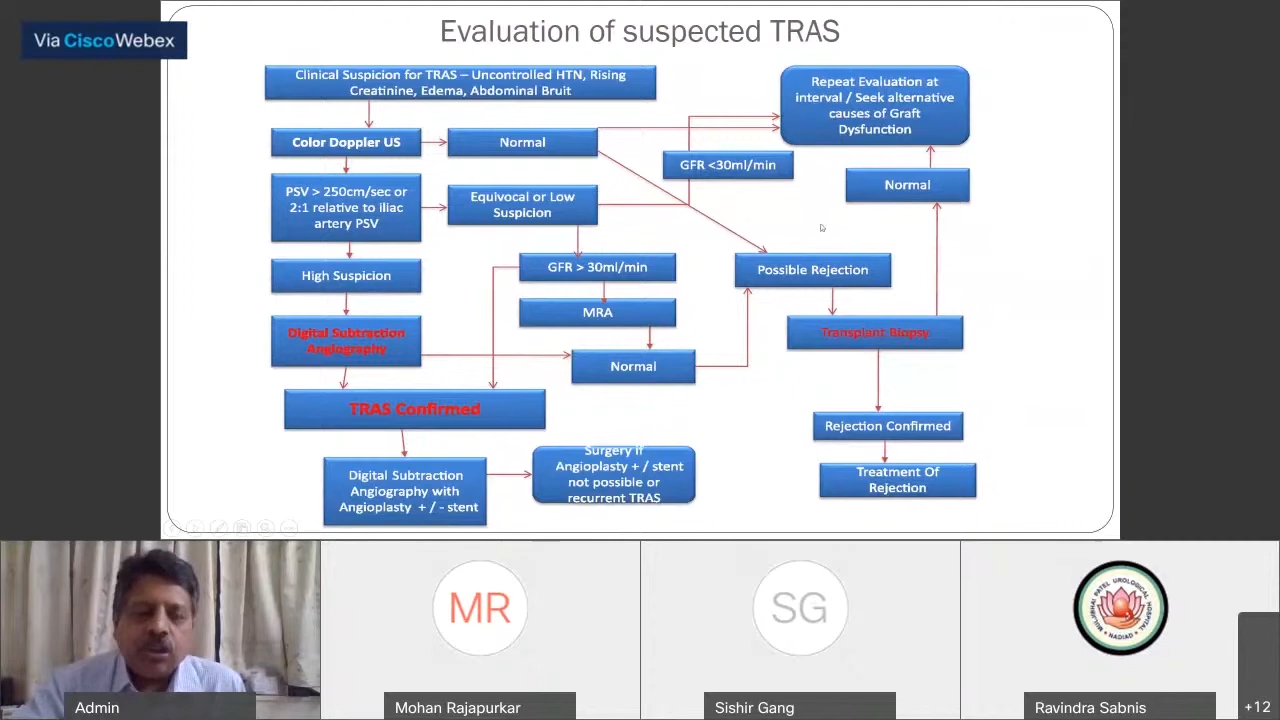 Via CiscoWebex
Evaluation of suspected TRAS
Clinical Suspicion for TRAS – Uncontrolled HTN, Rising
Creatinine, Edema, Abdominal Bruit
Repeat Evaluation at
interval / Seek alternative
causes of Graft
Dysfunction
Color Doppler US
Normal
GFR <30ml/min
Normal
PSV > 250cm/sec or
2:1 relative to iliac
artery PSV
Equivocal or Low
Suspicion
High Suspicion
GFR > 30ml/min
Possible Rejection
MRA
Digital Subtraction
Angiography
Transplant Biopsy
Normal
TRAS Confirmed
Rejection Confirmed
Digital Subtraction
Angiography with
Angioplasty + / - stent
Surgery if
Angioplasty + / stent
not possible or
recurrent TRAS
Treatment Of
Rejection
MR
SG
MULJIBHAI PATEL UROLOGICAL HOSPITAL
NADIAD
Admin
Mohan Rajapurkar
Sishir Gang
Ravindra Sabnis
+12